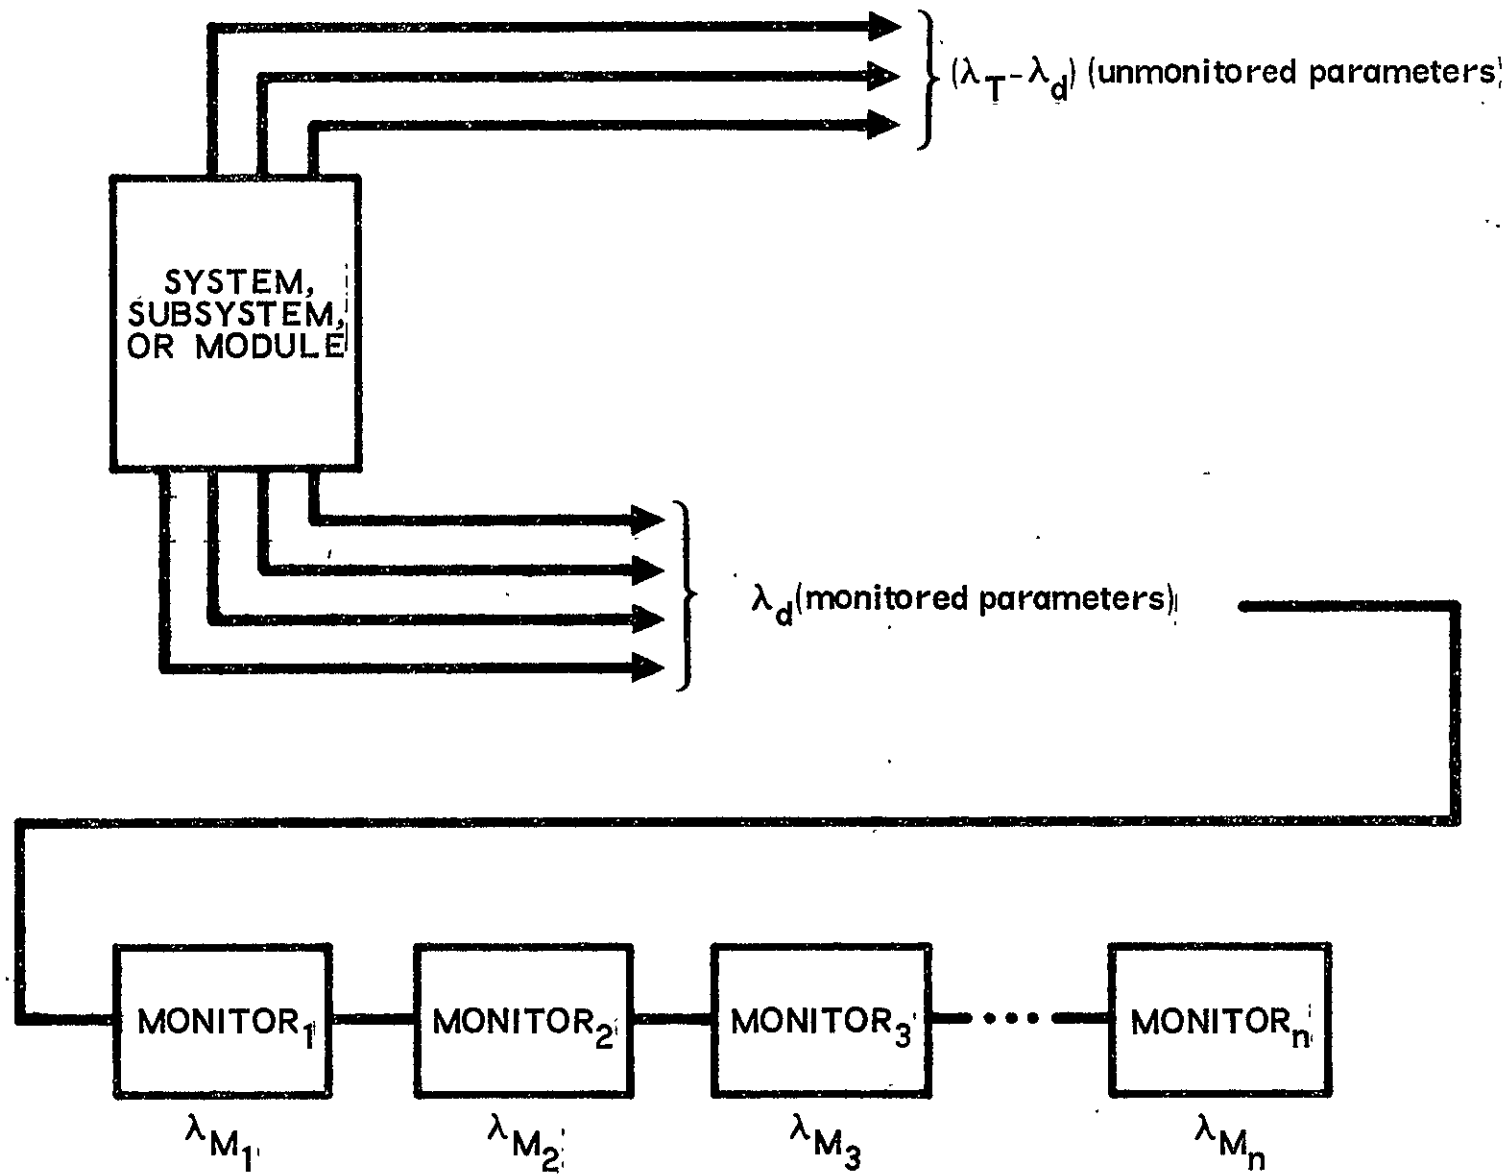 (λT-λd) (unmonitored parameters
SYSTEM,
SUBSYSTEM,
OR MODULE
λd(monitored parameters)
MONITOR1
MONITOR2
MONITOR3
MONITORn
λM1
λM2
λM3
λMn